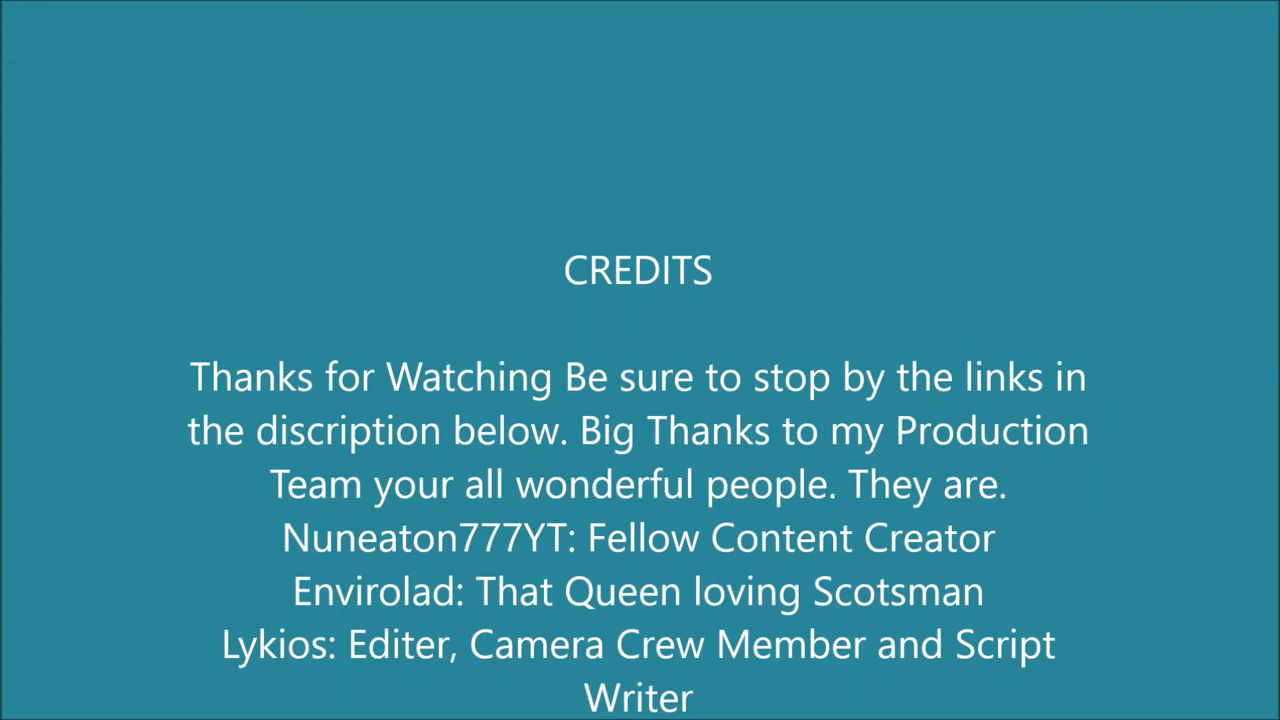 CREDITS
Thanks for Watching Be sure to stop by the links in
the discription below. Big Thanks to my Production
Team your all wonderful people. They are.
Nuneaton777YT: Fellow Content Creator
Envirolad: That Queen loving Scotsman
Lykios: Editer, Camera Crew Member and Script
Writer